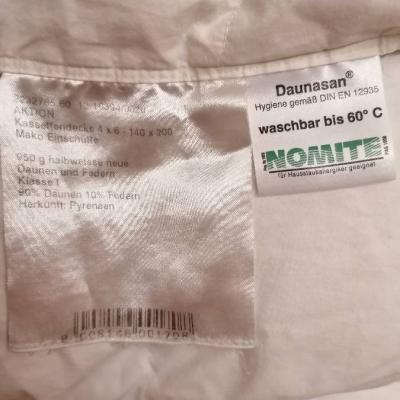 AKTION
Kassettendecke 4 x 6 - 140 x 200
Mako Einschütte
950 g halbweisse neue
Daunen und Federn
Klasse I
90% Daunen 10% Federn
Herkunft: Pyrenäen
Daunasan®
Hygiene gemäß DIN EN 12935
waschbar bis 60° C
NOMITE
für Hausstauballergiker geeignet